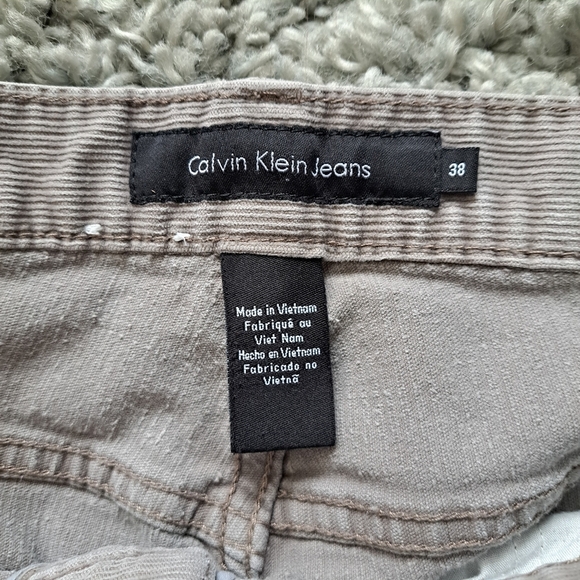 Calvin Klein Jeans
38
Made in Vietnam
Fabriqué au
Viet Nam
Hecho en Vietnam
Fabricado no
Vietnã